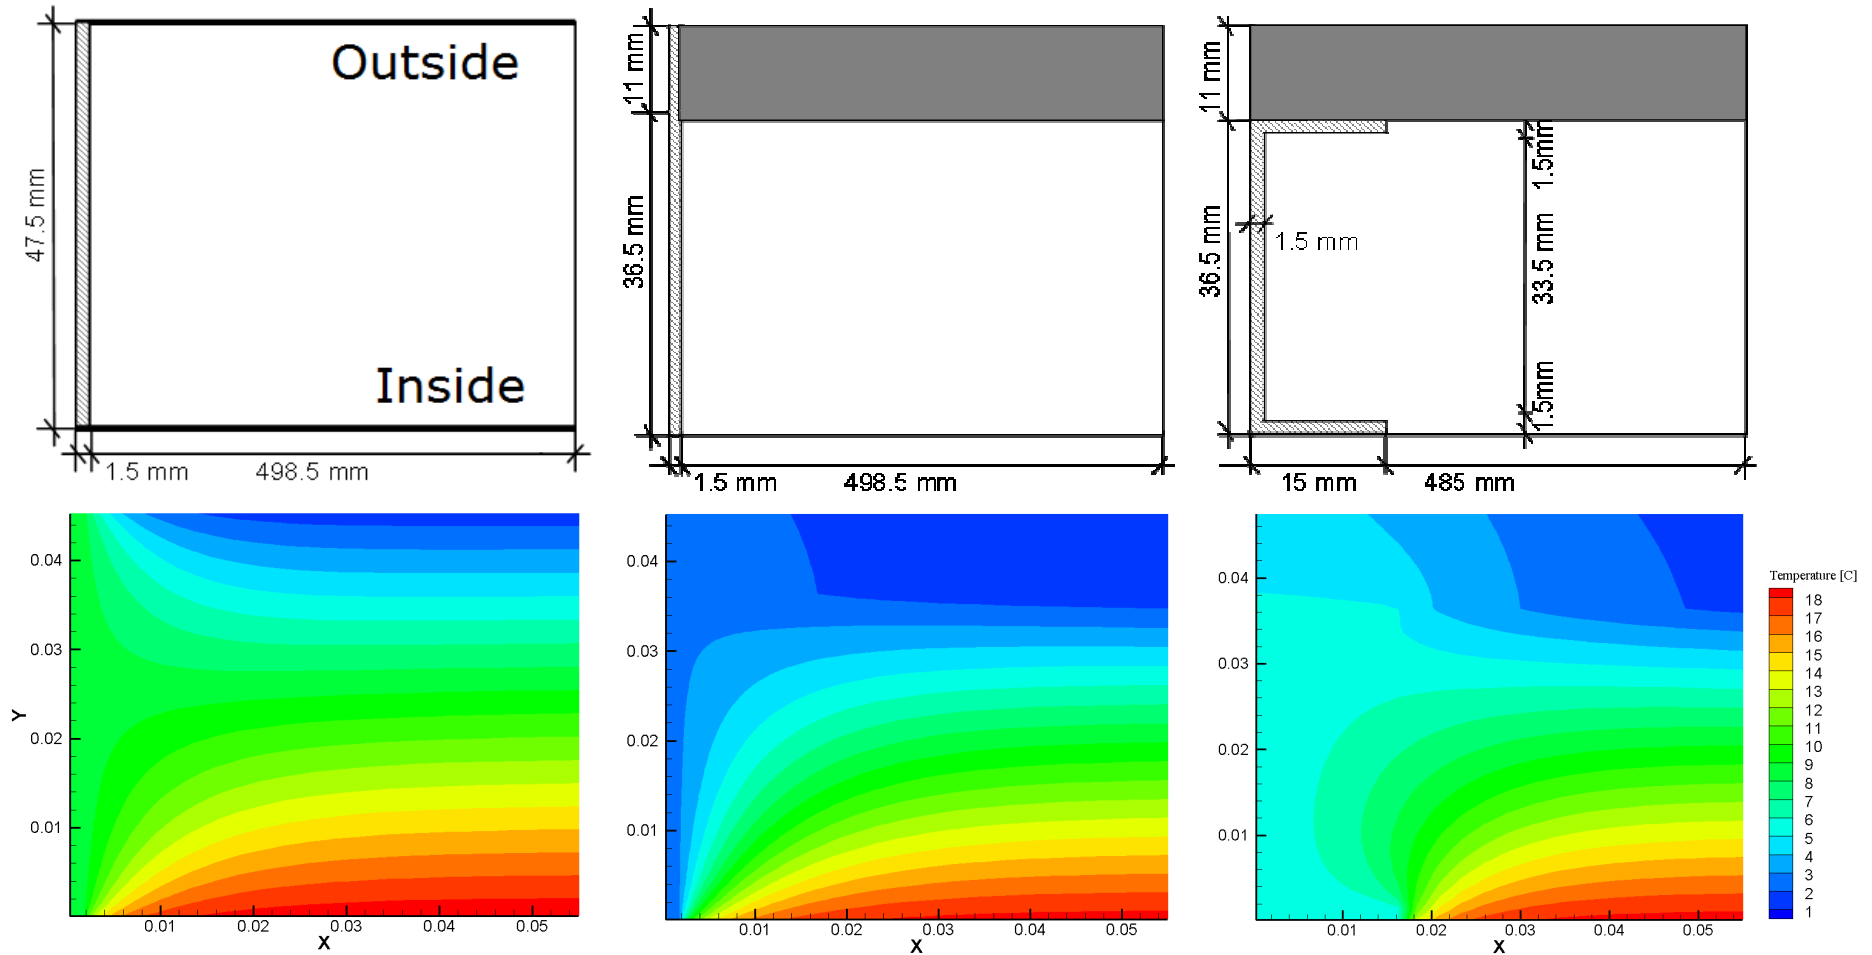 Outside
Inside
47.5 mm
1.5 mm
498.5 mm
11 mm
36.5 mm
1.5 mm
498.5 mm
11 mm
36.5 mm
1.5 mm
1.5mm
33.5 mm
1.5mm
15 mm
485 mm
Y
0.04
0.03
0.02
0.01
0.01
0.02
0.03
0.04
0.05
X
0.04
0.03
0.02
0.01
0.01
0.02
0.03
0.04
0.05
X
0.04
0.03
0.02
0.01
0.01
0.02
0.03
0.04
0.05
X
Temperature [C]
18
17
16
15
14
13
12
11
10
9
8
7
6
5
4
3
2
1